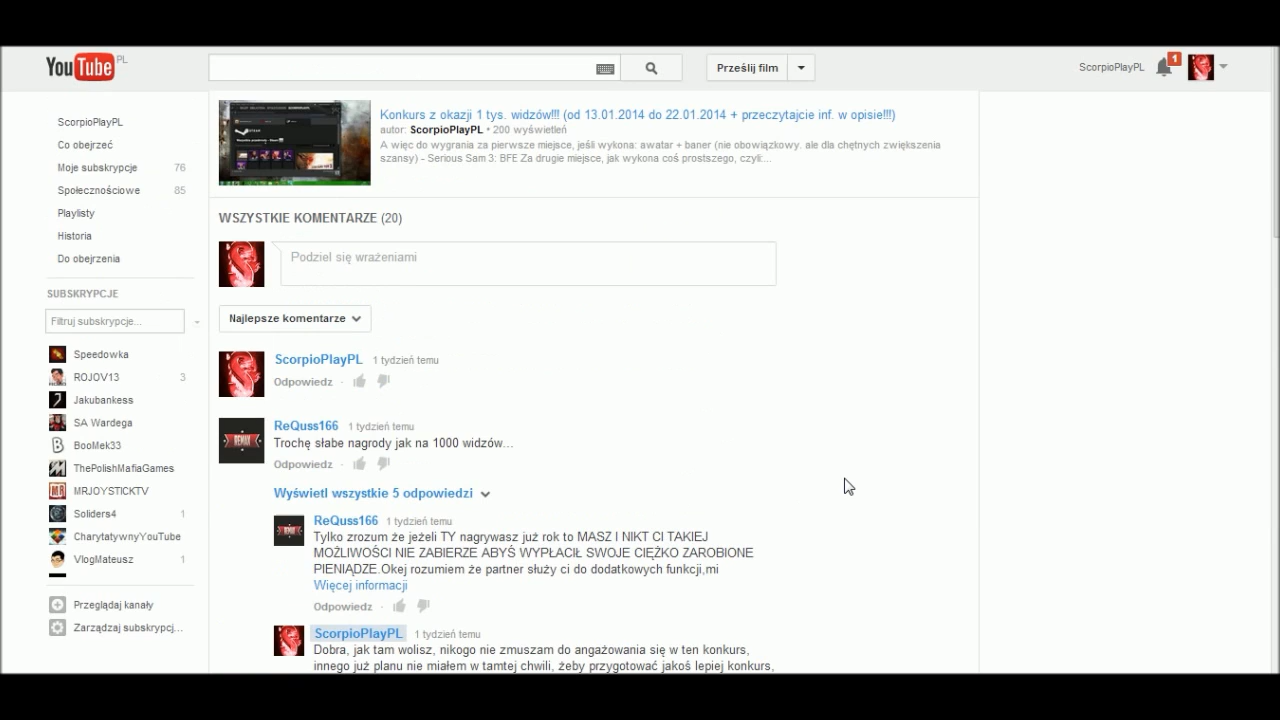 YouTube PL
Prześlij film
ScorpioPlayPL
1
ScorpioPlayPL
Co obejrzeć
Moje subskrypcje 76
Społecznościowe 85
Playlisty
Historia
Do obejrzenia
SUBSKRYPCJE
Filtruj subskrypcje...
Speedowka
ROJOV13 3
Jakubankess
SA Wardega
BooMek33
ThePolishMafiaGames
MRJOYSTICKTV
Soliders4 1
CharytatywnyYouTube
VlogMateusz 1
Przeglądaj kanały
Zarządzaj subskrypcj...
Konkurs z okazji 1 tys. widzów!!! (od 13.01.2014 do 22.01.2014 + przeczytajcie inf. w opisie!!!)
autor: ScorpioPlayPL • 200 wyświetleń
A więc do wygrania za pierwsze miejsce, jeśli wykona: awatar + baner (nie obowiązkowy. ale dla chętnych zwiększenia
szansy) - Serious Sam 3: BFE Za drugie miejsce, jak wykona coś prostszego, czyli:...
WSZYSTKIE KOMENTARZE (20)
Podziel się wrażeniami
Najlepsze komentarze
ScorpioPlayPL 1 tydzień temu
Odpowiedz ·
ReQuss166 1 tydzień temu
Trochę słabe nagrody jak na 1000 widzów...
Odpowiedz ·
Wyświetl wszystkie 5 odpowiedzi
ReQuss166 1 tydzień temu
Tylko zrozum że jeżeli TY nagrywasz już rok to MASZ I NIKT CI TAKIEJ
MOŻLIWOŚCI NIE ZABIERZE ABYŚ WYPŁACIŁ SWOJE CIĘŻKO ZAROBIONE
PIENIĄDZE.Okej rozumiem że partner służy ci do dodatkowych funkcji,mi
Więcej informacji
Odpowiedz ·
ScorpioPlayPL 1 tydzień temu
Dobra, jak tam wolisz, nikogo nie zmuszam do angażowania się w ten konkurs,
innego już planu nie miałem w tamtej chwili, żeby przygotować jakoś lepiej konkurs,